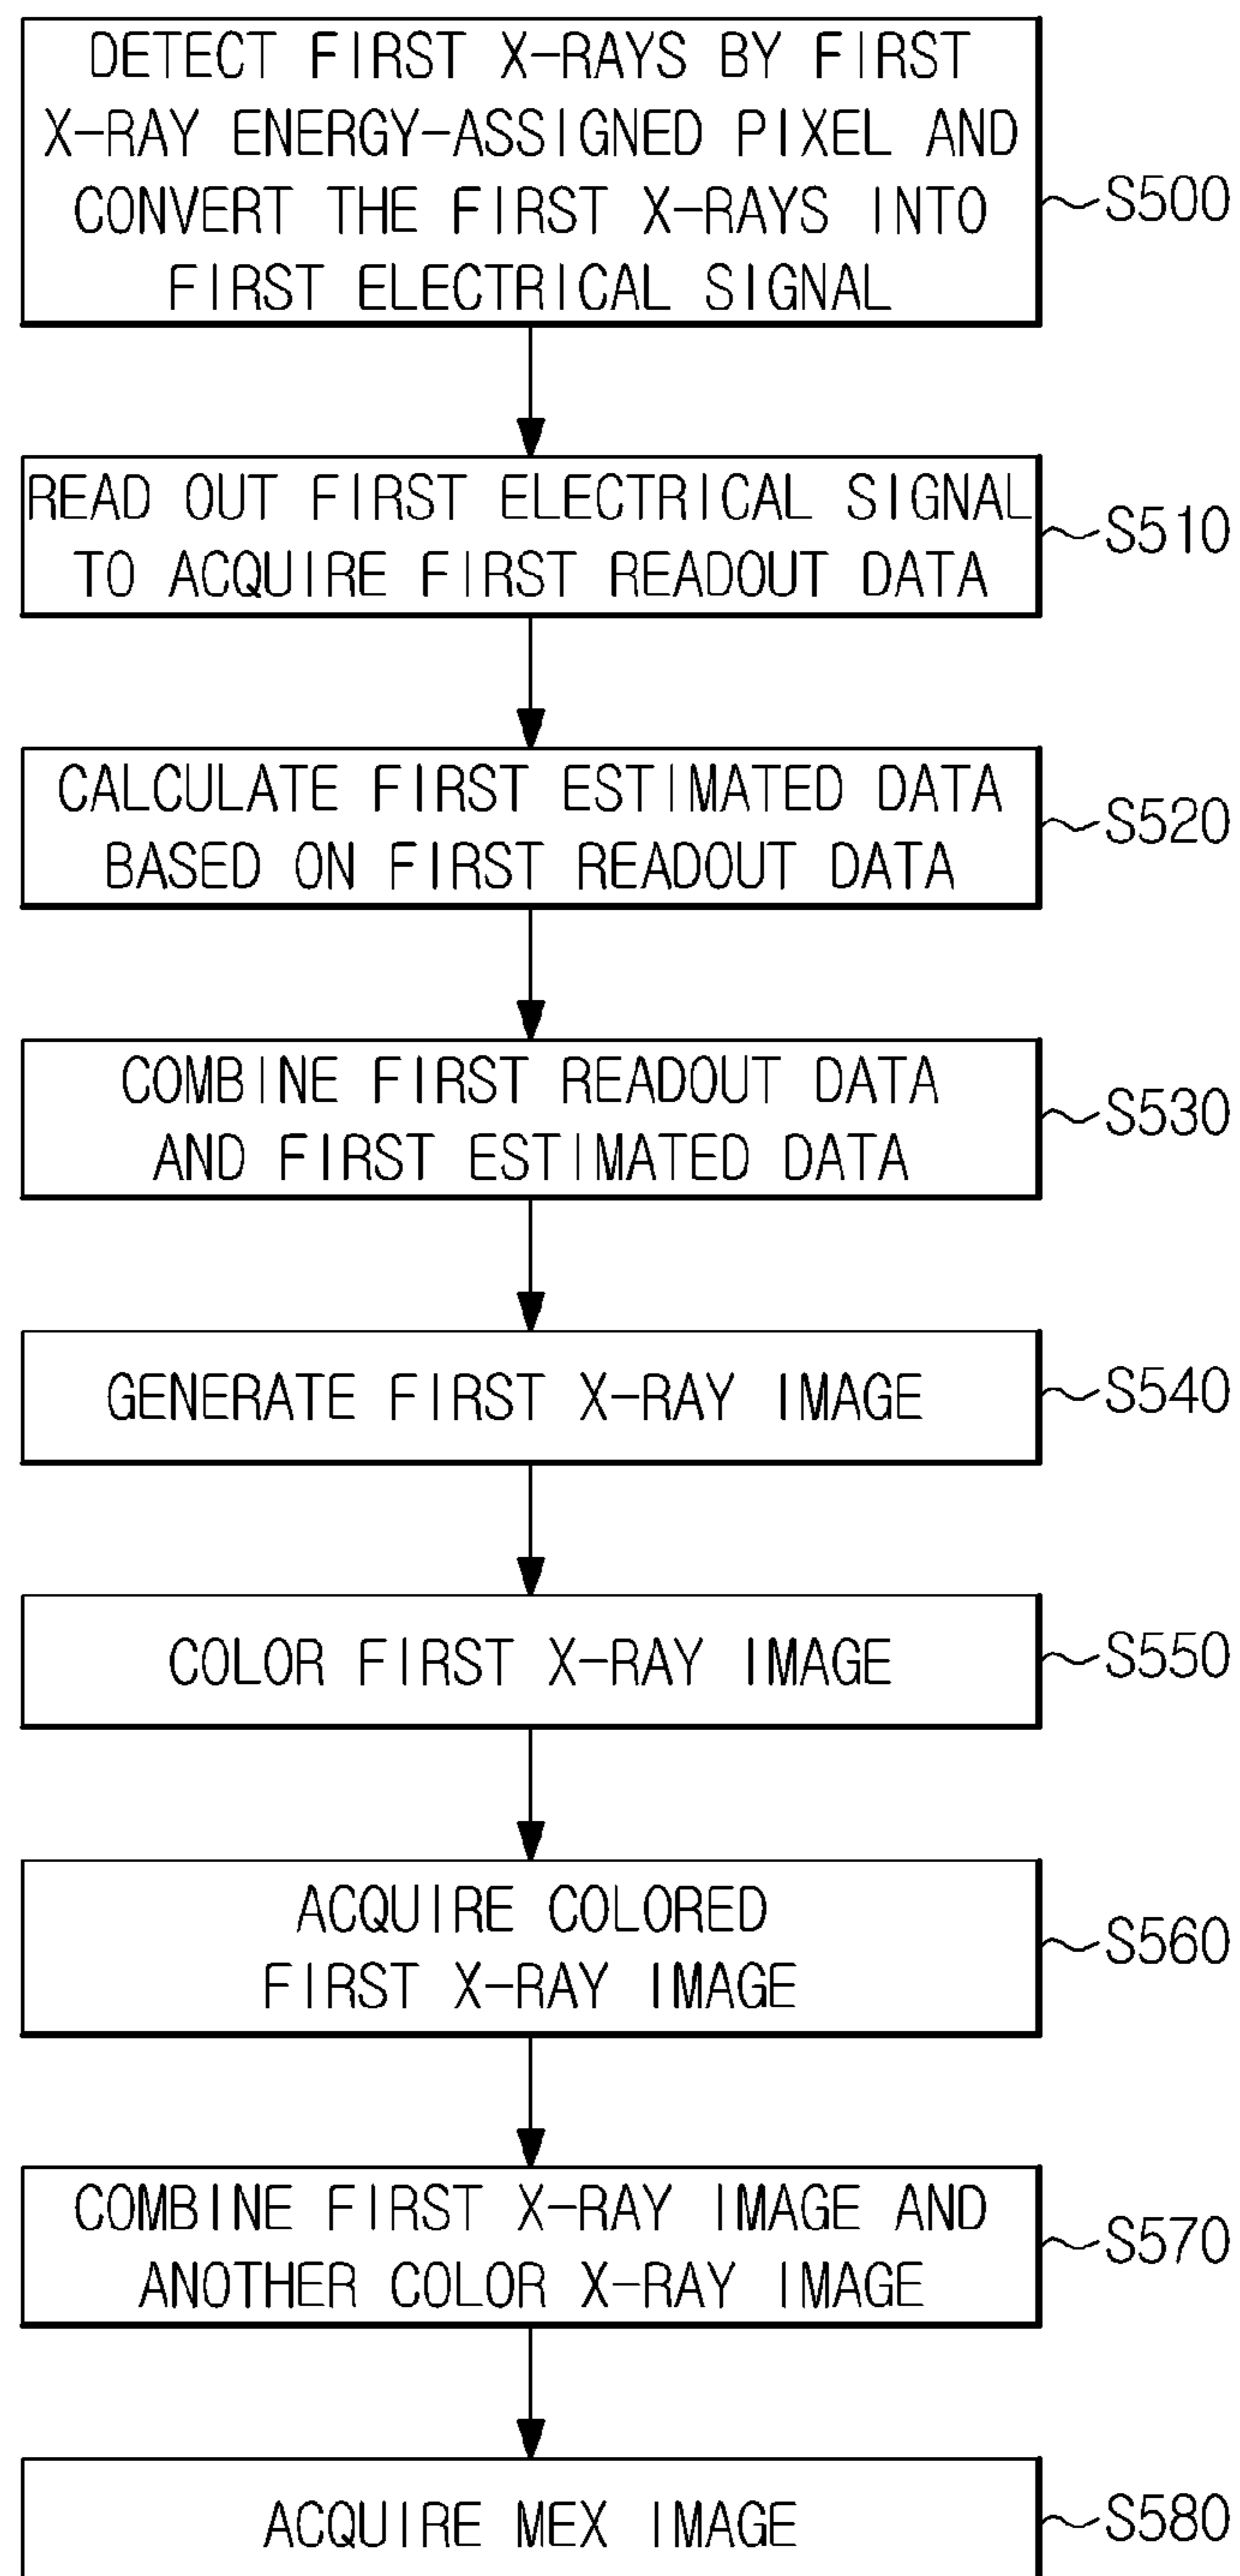 DETECT FIRST X-RAYS BY FIRST
X-RAY ENERGY-ASSIGNED PIXEL AND
CONVERT THE FIRST X-RAYS INTO
FIRST ELECTRICAL SIGNAL
S500
READ OUT FIRST ELECTRICAL SIGNAL
TO ACQUIRE FIRST READOUT DATA
S510
CALCULATE FIRST ESTIMATED DATA
BASED ON FIRST READOUT DATA
S520
COMBINE FIRST READOUT DATA
AND FIRST ESTIMATED DATA
S530
GENERATE FIRST X-RAY IMAGE
S540
COLOR FIRST X-RAY IMAGE
S550
ACQUIRE COLORED
FIRST X-RAY IMAGE
S560
COMBINE FIRST X-RAY IMAGE AND
ANOTHER COLOR X-RAY IMAGE
S570
ACQUIRE MEX IMAGE
S580